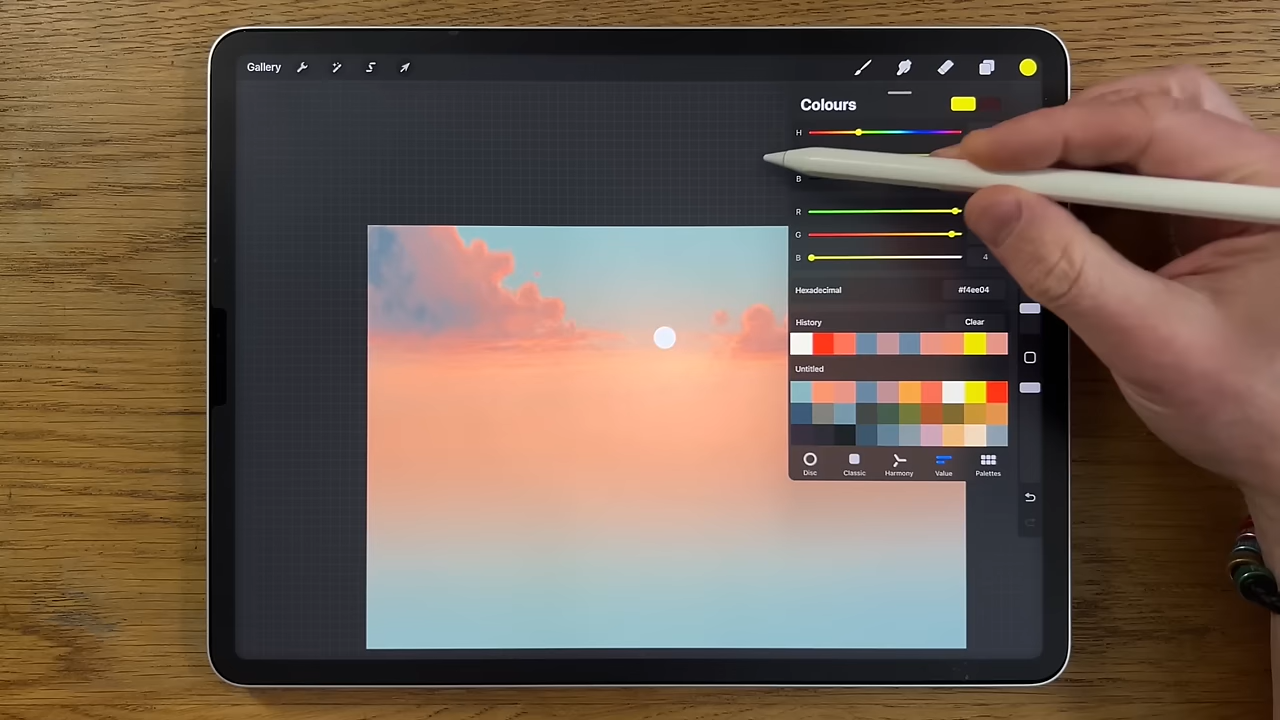 Gallery
Colours
H
B
R
G
B 4
Hexadecimal #f4ee04
History Clear
Untitled
Disc Classic Harmony Value Palettes